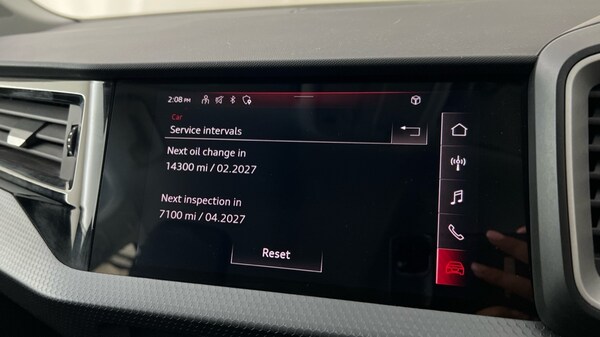 2:08 PM
Car
Service intervals
Next oil change in
14300 mi / 02.2027
Next inspection in
7100 mi / 04.2027
Reset